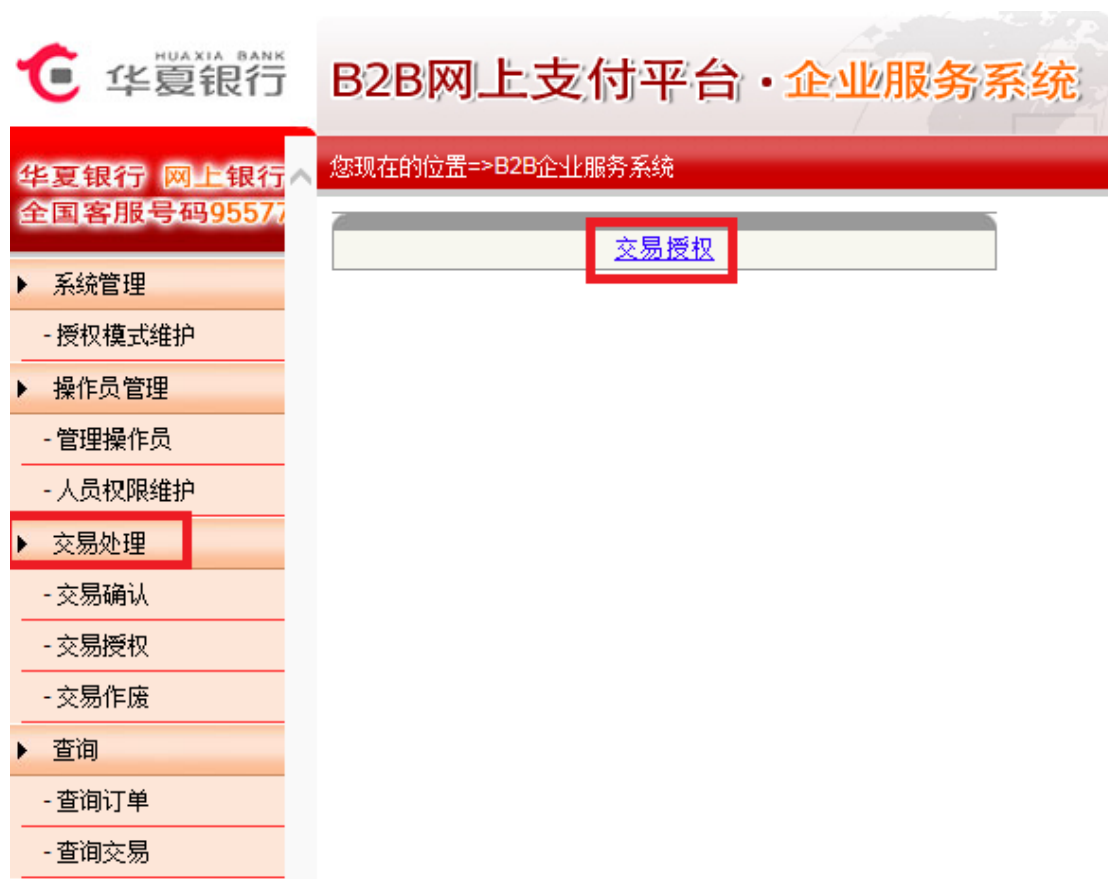 HUAXIA BANK
华夏银行
B2B网上支付平台·企业服务系统
华夏银行 网上银行
全国客服号码95577
您现在的位置=>B2B企业服务系统
交易授权
系统管理
-授权模式维护
操作员管理
-管理操作员
-人员权限维护
交易处理
-交易确认
-交易授权
-交易作废
查询
-查询订单
-查询交易